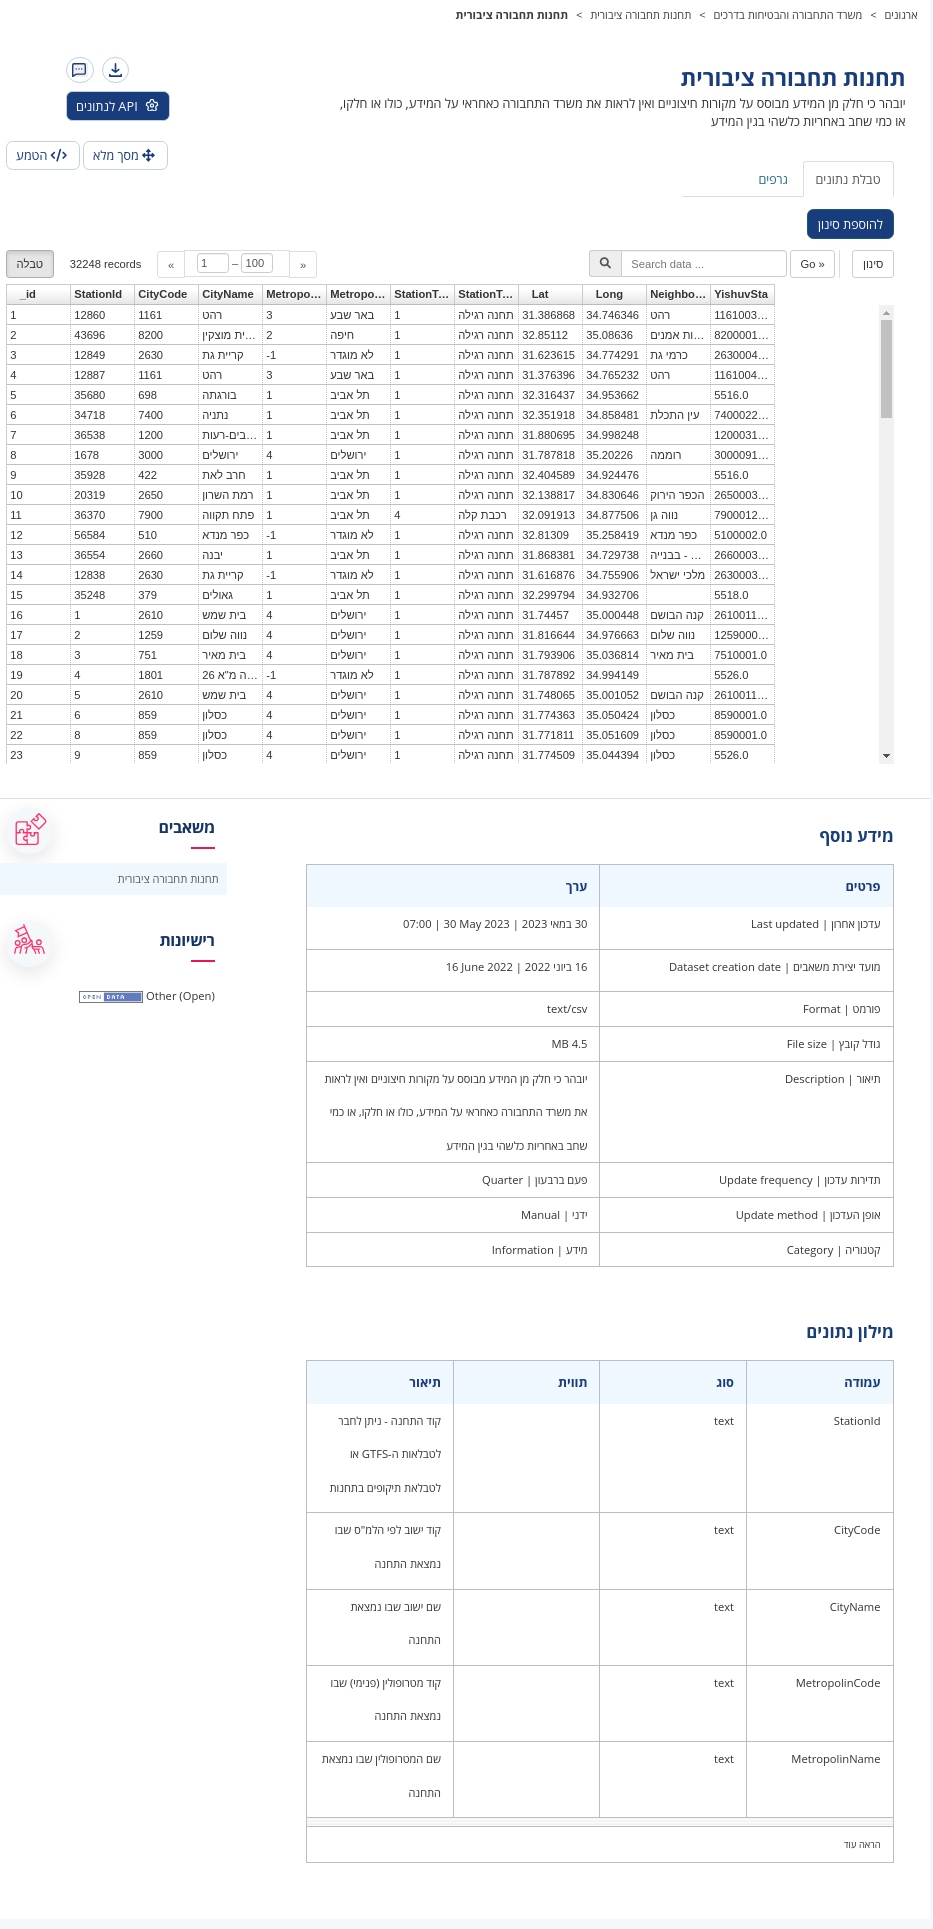 ארגונים > משרד התחבורה והבטיחות בדרכים > תחנות תחבורה ציבורית > תחנות תחבורה ציבורית
תחנות תחבורה ציבורית
יובהר כי חלק מן המידע מבוסס על מקורות חיצוניים ואין לראות את משרד התחבורה כאחראי על המידע, כולו או חלקו,
או כמי שחב באחריות כלשהי בגין המידע
API לנתונים
מסך מלא
הטמע
טבלת נתונים
גרפים
להוספת סינון
טבלה 32248 records « 1 – 100 » Search data ... Go » סינון
_id StationId CityCode CityName Metropo... Metropo... StationT... StationT... Lat Long Neighbo... YishuvSta
1 12860 1161 רהט 3 באר שבע 1 תחנה רגילה 31.386868 34.746346 רהט 1161003...
2 43696 8200 ...ית מוצקין 2 חיפה 1 תחנה רגילה 32.85112 35.08636 ...ות אמנים 8200001...
3 12849 2630 קריית גת -1 לא מוגדר 1 תחנה רגילה 31.623615 34.774291 כרמי גת 2630004...
4 12887 1161 רהט 3 באר שבע 1 תחנה רגילה 31.376396 34.765232 רהט 1161004...
5 35680 698 בורגתה 1 תל אביב 1 תחנה רגילה 32.316437 34.953662 5516.0
6 34718 7400 נתניה 1 תל אביב 1 תחנה רגילה 32.351918 34.858481 עין התכלת 7400022...
7 36538 1200 ...בים-רעות 1 תל אביב 1 תחנה רגילה 31.880695 34.998248 1200031...
8 1678 3000 ירושלים 4 ירושלים 1 תחנה רגילה 31.787818 35.20226 רוממה 3000091...
9 35928 422 חרב לאת 1 תל אביב 1 תחנה רגילה 32.404589 34.924476 5516.0
10 20319 2650 רמת השרון 1 תל אביב 1 תחנה רגילה 32.138817 34.830646 הכפר הירוק 2650003...
11 36370 7900 פתח תקווה 1 תל אביב 4 רכבת קלה 32.091913 34.877506 נווה גן 7900012...
12 56584 510 כפר מנדא -1 לא מוגדר 1 תחנה רגילה 32.81309 35.258419 כפר מנדא 5100002.0
13 36554 2660 יבנה 1 תל אביב 1 תחנה רגילה 31.868381 34.729738 ... - בבנייה 2660003...
14 12838 2630 קריית גת -1 לא מוגדר 1 תחנה רגילה 31.616876 34.755906 מלכי ישראל 2630003...
15 35248 379 גאולים 1 תל אביב 1 תחנה רגילה 32.299794 34.932706 5518.0
16 1 2610 בית שמש 4 ירושלים 1 תחנה רגילה 31.74457 35.000448 קנה הבושם 2610011...
17 2 1259 נווה שלום 4 ירושלים 1 תחנה רגילה 31.816644 34.976663 נווה שלום 1259000...
18 3 751 בית מאיר 4 ירושלים 1 תחנה רגילה 31.793906 35.036814 בית מאיר 7510001.0
19 4 1801 ...ה מ"א 26 -1 לא מוגדר 1 תחנה רגילה 31.787892 34.994149 5526.0
20 5 2610 בית שמש 4 ירושלים 1 תחנה רגילה 31.748065 35.001052 קנה הבושם 2610011...
21 6 859 כסלון 4 ירושלים 1 תחנה רגילה 31.774363 35.050424 כסלון 8590001.0
22 8 859 כסלון 4 ירושלים 1 תחנה רגילה 31.771811 35.051609 כסלון 8590001.0
23 9 859 כסלון 4 ירושלים 1 תחנה רגילה 31.774509 35.044394 כסלון 5526.0
מידע נוסף
פרטים ערך
עדכון אחרון | Last updated 30 במאי 2023 | 30 May 2023 | 07:00
מועד יצירת משאבים | Dataset creation date 16 ביוני 2022 | 16 June 2022
פורמט | Format text/csv
גודל קובץ | File size 4.5 MB
תיאור | Description יובהר כי חלק מן המידע מבוסס על מקורות חיצוניים ואין לראות
את משרד התחבורה כאחראי על המידע, כולו או חלקו, או כמי
שחב באחריות כלשהי בגין המידע
תדירות עדכון | Update frequency פעם ברבעון | Quarter
אופן העדכון | Update method ידני | Manual
קטגוריה | Category מידע | Information
מילון נתונים
עמודה סוג תווית תיאור
StationId text קוד התחנה - ניתן לחבר
לטבלאות ה-GTFS או
לטבלאת תיקופים בתחנות
CityCode text קוד ישוב לפי הלמ"ס שבו
נמצאת התחנה
CityName text שם ישוב שבו נמצאת
התחנה
MetropolinCode text קוד מטרופולין (פנימי) שבו
נמצאת התחנה
MetropolinName text שם המטרופולין שבו נמצאת
התחנה
הראה עוד
משאבים
תחנות תחבורה ציבורית
רישיונות
Other (Open) OPEN DATA